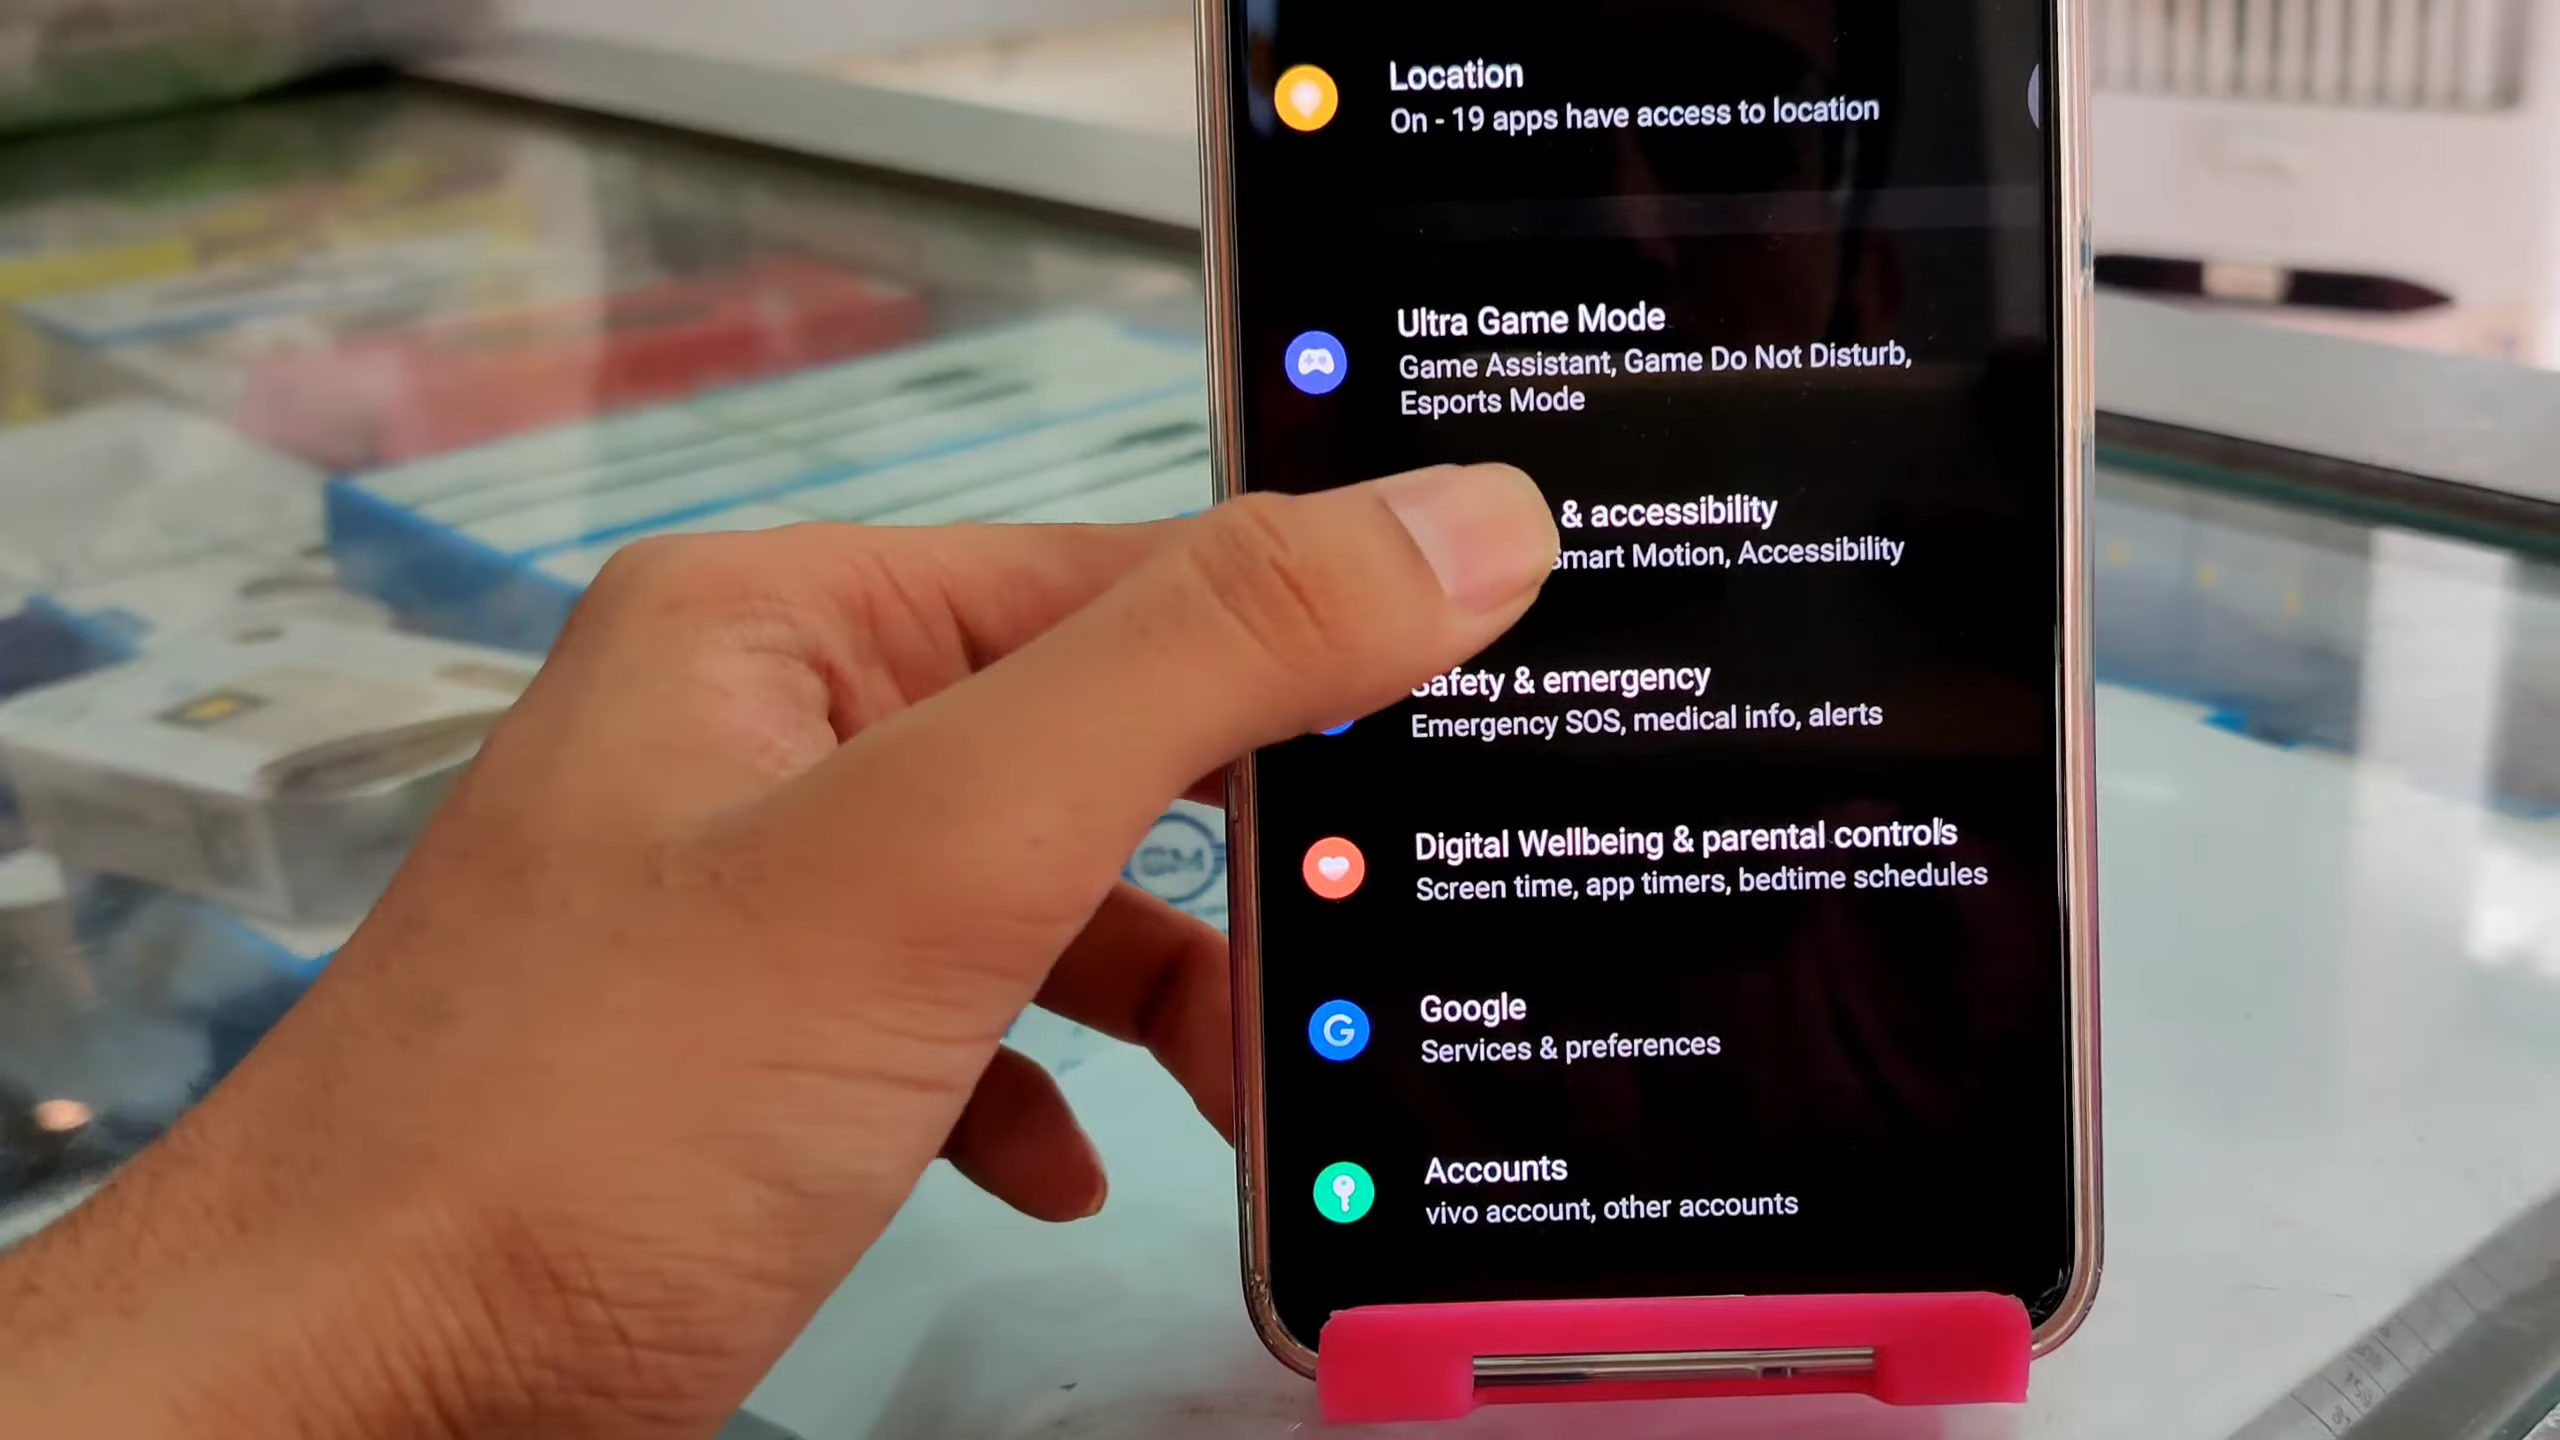 Location
On - 19 apps have access to location
Ultra Game Mode
Game Assistant, Game Do Not Disturb,
Esports Mode
& accessibility
Motion, Accessibility
& emergency
Emergency SOS, medical info, alerts
Digital Wellbeing & parental controls
Screen time, app timers, bedtime schedules
Google
Services & preferences
Accounts
vivo account, other accounts